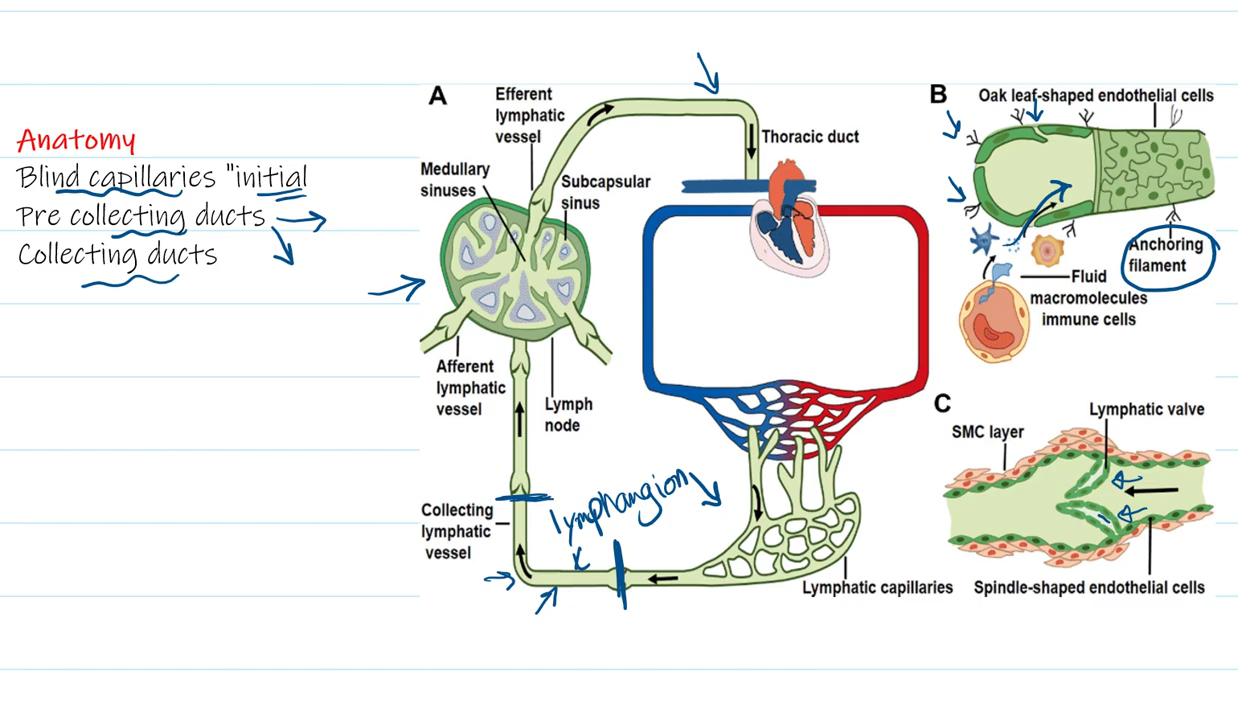 Anatomy
Blind capillaries "initial
Pre collecting ducts
Collecting ducts
A
Efferent
lymphatic
vessel
Medullary
sinuses
Subcapsular
sinus
Thoracic duct
Afferent
lymphatic
vessel
Lymph
node
Collecting
lymphatic
vessel
lymphangion
Lymphatic capillaries
B
Oak leaf-shaped endothelial cells
Anchoring
filament
Fluid
macromolecules
immune cells
C
Lymphatic valve
SMC layer
Spindle-shaped endothelial cells